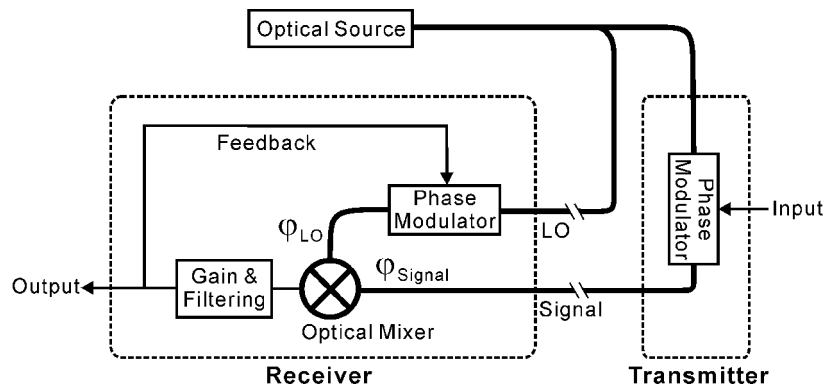 Optical Source
Feedback
Phase
Modulator
Phase
Modulator
Input
LO
φLO
φSignal
Gain &
Filtering
Output
Signal
Optical Mixer
Receiver
Transmitter